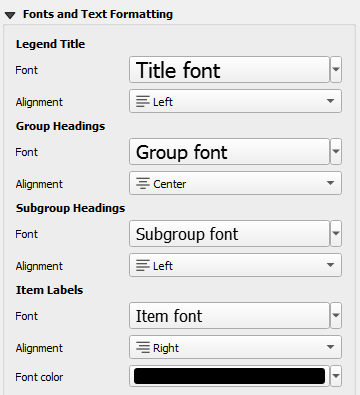 Fonts and Text Formatting
Legend Title
Font Title font
Alignment Left
Group Headings
Font Group font
Alignment Center
Subgroup Headings
Font Subgroup font
Alignment Left
Item Labels
Font Item font
Alignment Right
Font color